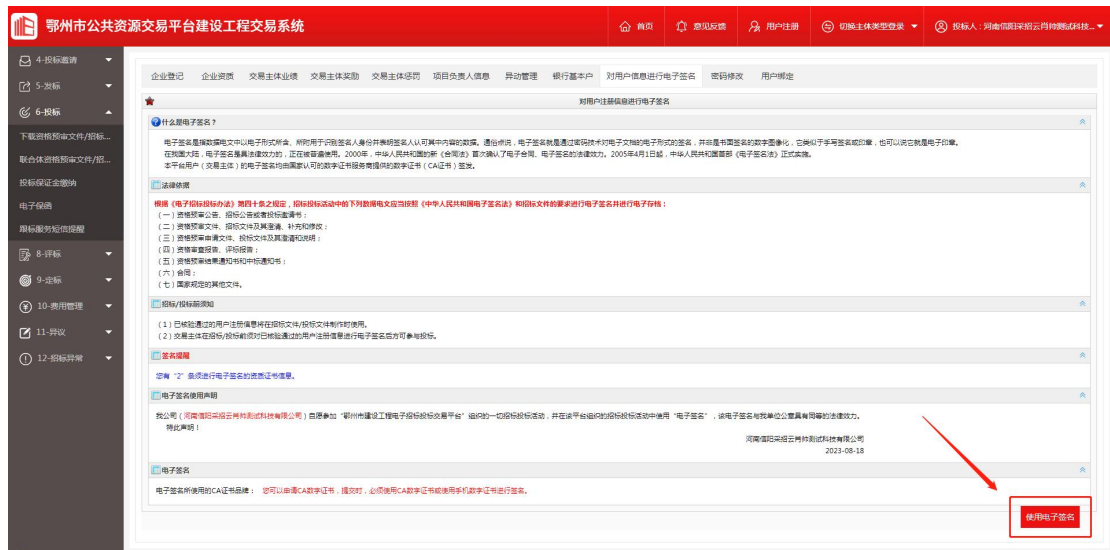 鄂州市公共资源交易平台建设工程交易系统
首页 意见反馈 用户注册 切换主体类型登录 投标人：河南信阳采招云肖帅测试科技...
4-投标邀请
5-发标
6-投标
下载资格预审文件/招标...
联合体资格预审文件/招...
投标保证金缴纳
电子保函
跟标服务短信提醒
8-评标
9-定标
10-费用管理
11-异议
12-招标异常
企业登记 企业资质 交易主体业绩 交易主体奖励 交易主体惩罚 项目负责人信息 异动管理 银行基本户 对用户信息进行电子签名 密码修改 用户绑定
对用户注册信息进行电子签名
什么是电子签名？
电子签名是指数据电文中以电子形式所含、所附用于识别签名人身份并表明签名人认可其中内容的数据。通俗点说，电子签名就是通过密码技术对电子文档的电子形式的签名，并非是书面签名的数字图像化，它类似于手写签名或印章，也可以说它就是电子印章。
在我国大陆，电子签名是具法律效力的，正在被普遍使用。2000年，中华人民共和国的新《合同法》首次确认了电子合同、电子签名的法律效力。2005年4月1日起，中华人民共和国首部《电子签名法》正式实施。
本平台用户（交易主体）的电子签名均由国家认可的数字证书服务商提供的数字证书（CA证书）签发。
法律依据
根据《电子招标投标办法》第四十条之规定，招标投标活动中的下列数据电文应当按照《中华人民共和国电子签名法》和招标文件的要求进行电子签名并进行电子存档：
（一）资格预审公告、招标公告或者投标邀请书；
（二）资格预审文件、招标文件及其澄清、补充和修改；
（三）资格预审申请文件、投标文件及其澄清和说明；
（四）资格审查报告、评标报告；
（五）资格预审结果通知书和中标通知书；
（六）合同；
（七）国家规定的其他文件。
招标/投标前须知
（1）已核验通过的用户注册信息将在招标文件/投标文件制作时使用。
（2）交易主体在招标/投标前须对已核验通过的用户注册信息进行电子签名后方可参与投标。
签名提醒
您有“2”条须进行电子签名的资质证书信息。
电子签名使用声明
我公司（河南信阳采招云肖帅测试科技有限公司）自愿参加“鄂州市建设工程电子招标投标交易平台”组织的一切招标投标活动，并在该平台组织的招标投标活动中使用“电子签名”，该电子签名与我单位公章具有同等的法律效力。
特此声明！
河南信阳采招云肖帅测试科技有限公司
2023-08-18
电子签名
电子签名所使用的CA证书品牌： 您可以申请CA数字证书，提交时，必须使用CA数字证书或使用手机数字证书进行签名。
使用电子签名